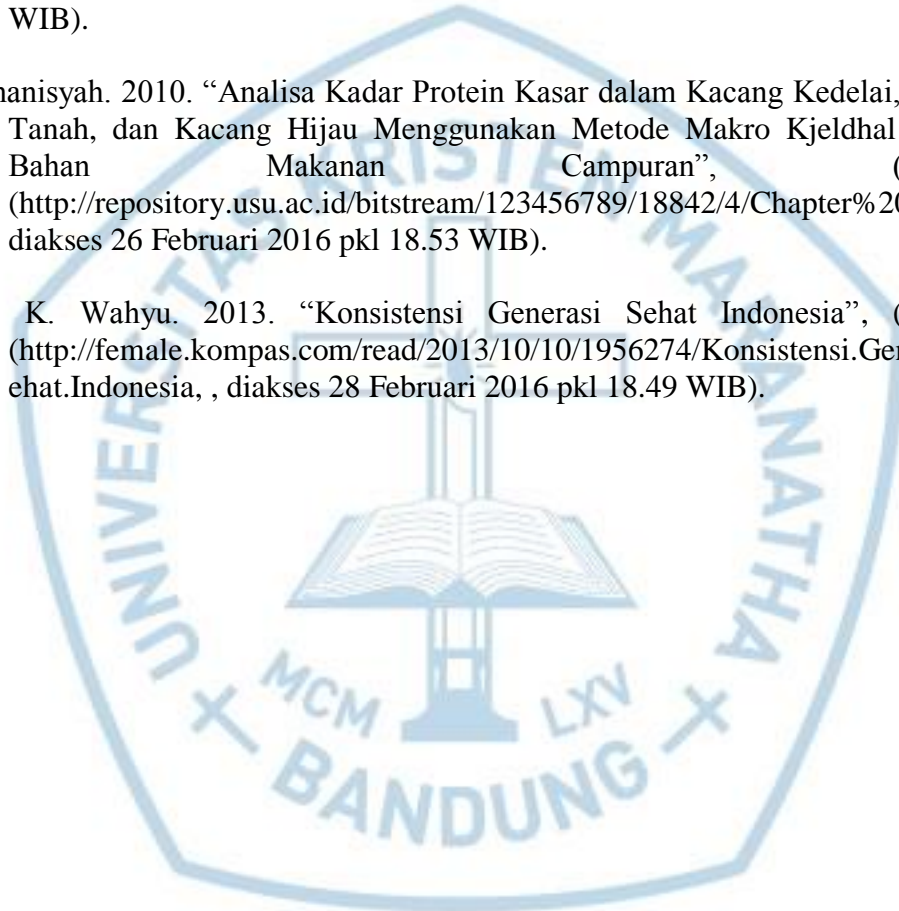 WIB).
anisyah. 2010. “Analisa Kadar Protein Kasar dalam Kacang Kedelai,
Tanah, dan Kacang Hijau Menggunakan Metode Makro Kjeldhal
Bahan Makanan Campuran”, (
(http://repository.usu.ac.id/bitstream/123456789/18842/4/Chapter%20
diakses 26 Februari 2016 pkl 18.53 WIB).
K. Wahyu. 2013. “Konsistensi Generasi Sehat Indonesia”, (
(http://female.kompas.com/read/2013/10/10/1956274/Konsistensi.Ger
ehat.Indonesia, , diakses 28 Februari 2016 pkl 18.49 WIB).
UNIVERSITAS KRISTEN MARANATHA
MCM LXV
BANDUNG